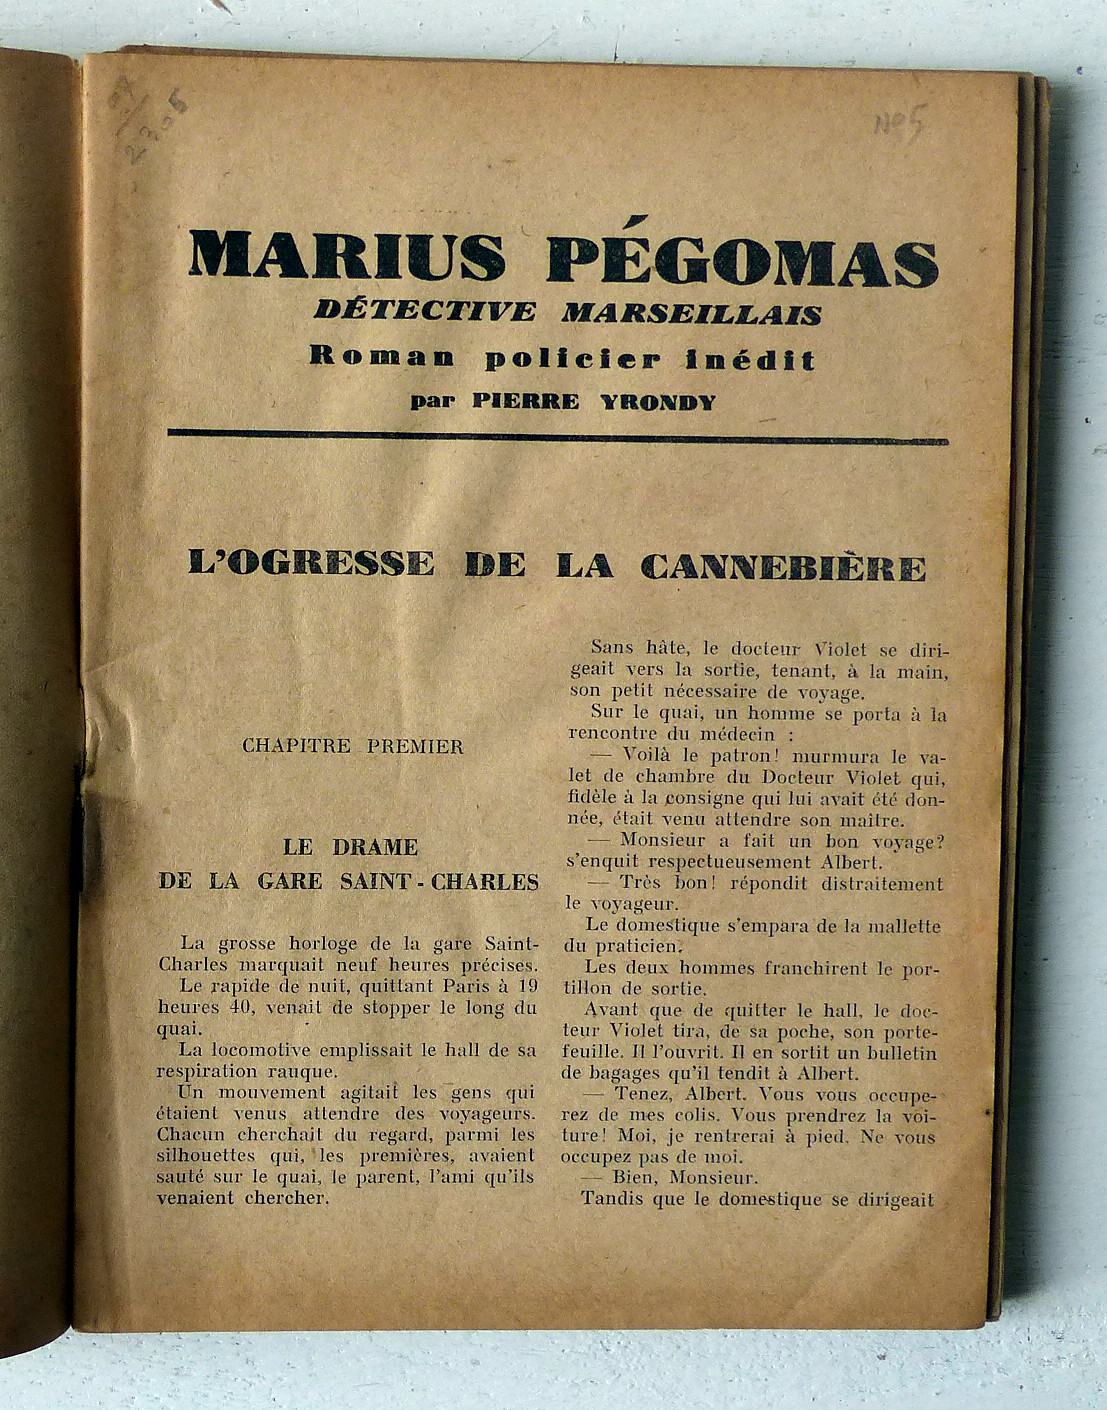 2305
No 5
MARIUS PÉGOMAS
DÉTECTIVE MARSEILLAIS
Roman policier inédit
par PIERRE YRONDY
L'OGRESSE DE LA CANNEBIÈRE
CHAPITRE PREMIER
LE DRAME
DE LA GARE SAINT-CHARLES
La grosse horloge de la gare Saint-
Charles marquait neuf heures précises.
Le rapide de nuit, quittant Paris à 19
heures 40, venait de stopper le long du
quai.
La locomotive emplissait le hall de sa
respiration rauque.
Un mouvement agitait les gens qui
étaient venus attendre des voyageurs.
Chacun cherchait du regard, parmi les
silhouettes qui, les premières, avaient
sauté sur le quai, le parent, l'ami qu'ils
venaient chercher.
Sans hâte, le docteur Violet se diri-
geait vers la sortie, tenant, à la main,
son petit nécessaire de voyage.
Sur le quai, un homme se porta à la
rencontre du médecin :
— Voilà le patron! murmura le va-
let de chambre du Docteur Violet qui,
fidèle à la consigne qui lui avait été don-
née, était venu attendre son maître.
— Monsieur a fait un bon voyage?
s'enquit respectueusement Albert.
— Très bon! répondit distraitement
le voyageur.
Le domestique s'empara de la mallette
du praticien.
Les deux hommes franchirent le por-
tillon de sortie.
Avant que de quitter le hall, le doc-
teur Violet tira, de sa poche, son porte-
feuille. Il l'ouvrit. Il en sortit un bulletin
de bagages qu'il tendit à Albert.
— Tenez, Albert. Vous vous occupe-
rez de mes colis. Vous prendrez la voi-
ture! Moi, je rentrerai à pied. Ne vous
occupez pas de moi.
— Bien, Monsieur.
Tandis que le domestique se dirigeait